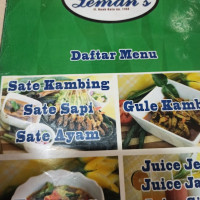 Leman's
Daftar Menu
Sate Kambing
Sate Sapi
Sate Ayam
Gule Kamb
Juice Je
Juice Ja